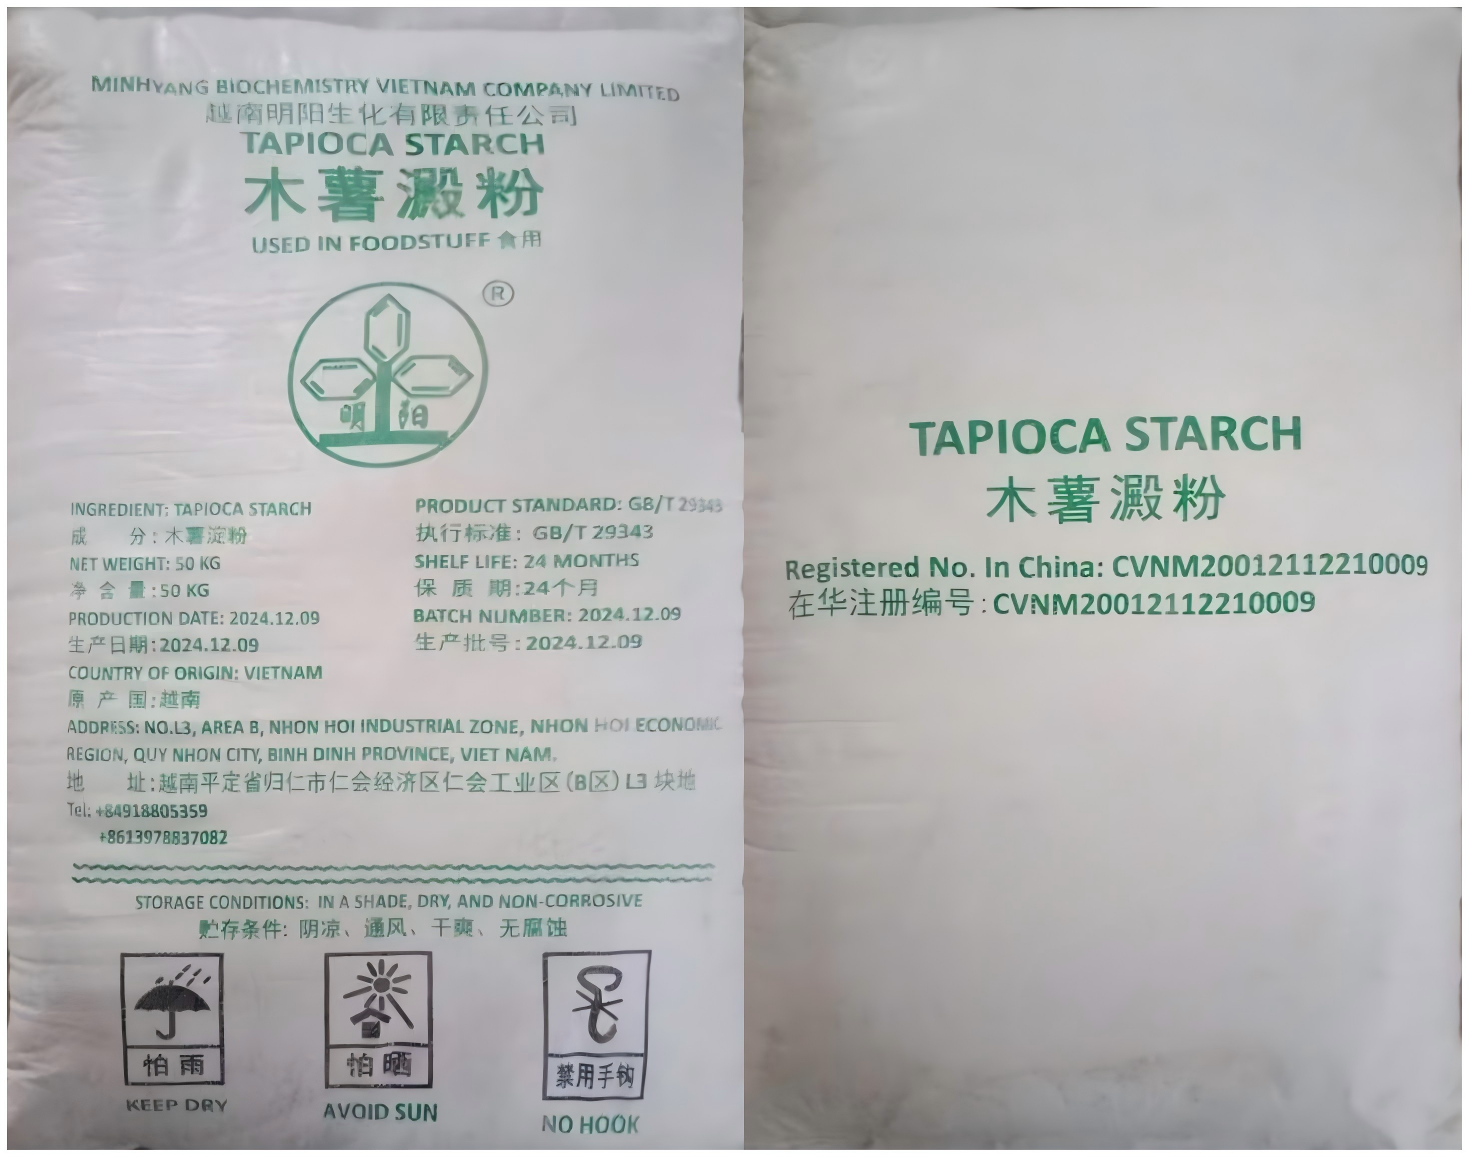 MINHYANG BIOCHEMISTRY VIETNAM COMPANY LIMITED
越南明阳生化有限责任公司
TAPIOCA STARCH
木薯澱粉
USED IN FOODSTUFF 食用
®
明 阳
INGREDIENT: TAPIOCA STARCH
成 分: 木薯淀粉
NET WEIGHT: 50 KG
净 含 量:50 KG
PRODUCTION DATE: 2024.12.09
生产日期:2024.12.09
COUNTRY OF ORIGIN: VIETNAM
原 产 国:越南
PRODUCT STANDARD: GB/T 29343
执行标准: GB/T 29343
SHELF LIFE: 24 MONTHS
保 质 期:24个月
BATCH NUMBER: 2024.12.09
生产批号:2024.12.09
ADDRESS: NO.L3, AREA B, NHON HOI INDUSTRIAL ZONE, NHON HOI ECONOMIC
REGION, QUY NHON CITY, BINH DINH PROVINCE, VIET NAM.
地 址:越南平定省归仁市仁会经济区仁会工业区(B区) L3 块地
Tel: +84918805359
+8613978837082
STORAGE CONDITIONS: IN A SHADE, DRY, AND NON-CORROSIVE
贮存条件: 阴凉、通风、干爽、无腐蚀
怕雨
KEEP DRY
怕晒
AVOID SUN
禁用手钩
NO HOOK
TAPIOCA STARCH
木薯澱粉
Registered No. In China: CVNM20012112210009
在华注册编号:CVNM20012112210009